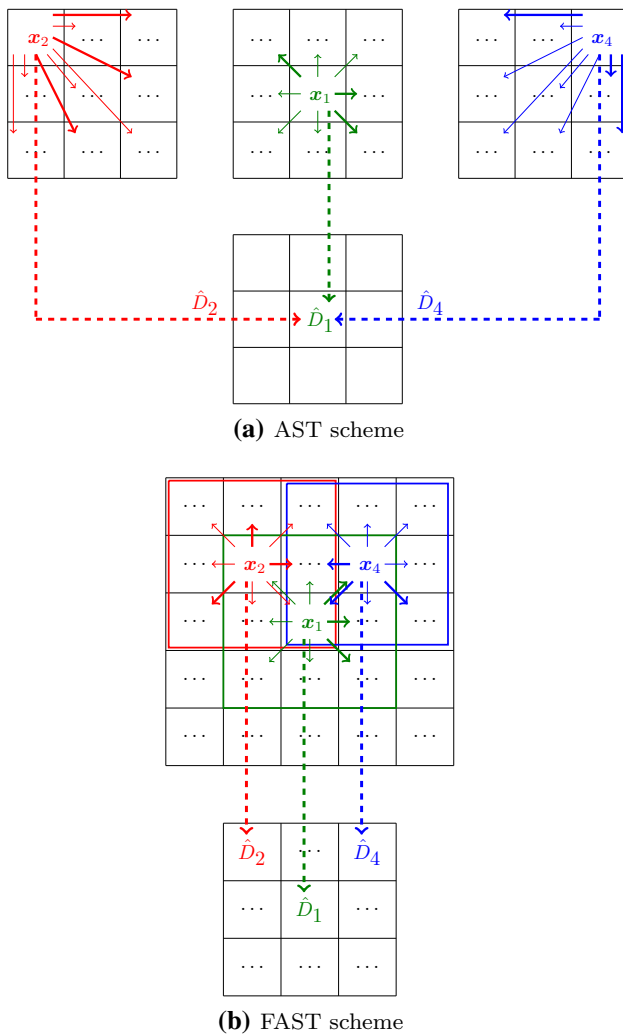 x₂ ··· ···
··· ··· ···
··· ··· ···
··· ··· ···
··· x₁ ···
··· ··· ···
··· ··· x₄
··· ··· ···
··· ··· ···
D̂₂ D̂₁ D̂₄
(a) AST scheme
··· ··· ··· ··· ···
··· x₂ ··· x₄ ···
··· ··· x₁ ··· ···
··· ··· ··· ··· ···
··· ··· ··· ··· ···
D̂₂ ··· D̂₄
··· D̂₁ ···
··· ··· ···
(b) FAST scheme